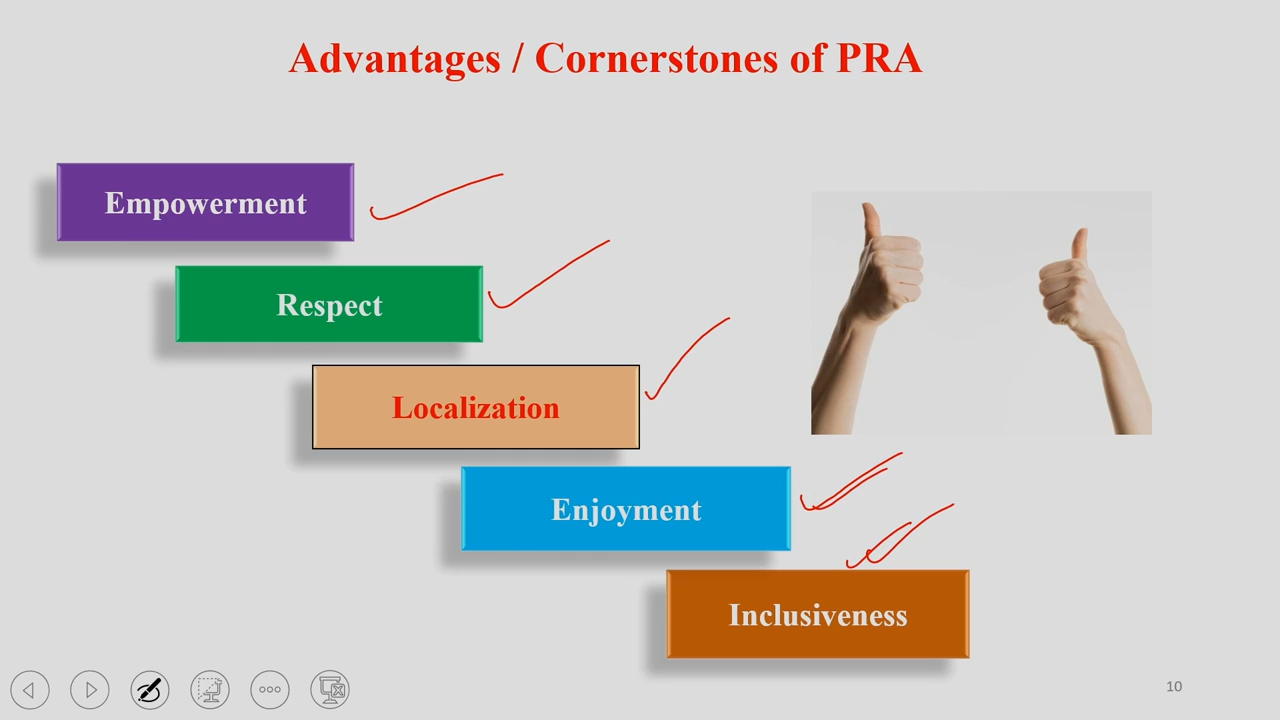 Advantages / Cornerstones of PRA
Empowerment
Respect
Localization
Enjoyment
Inclusiveness
10